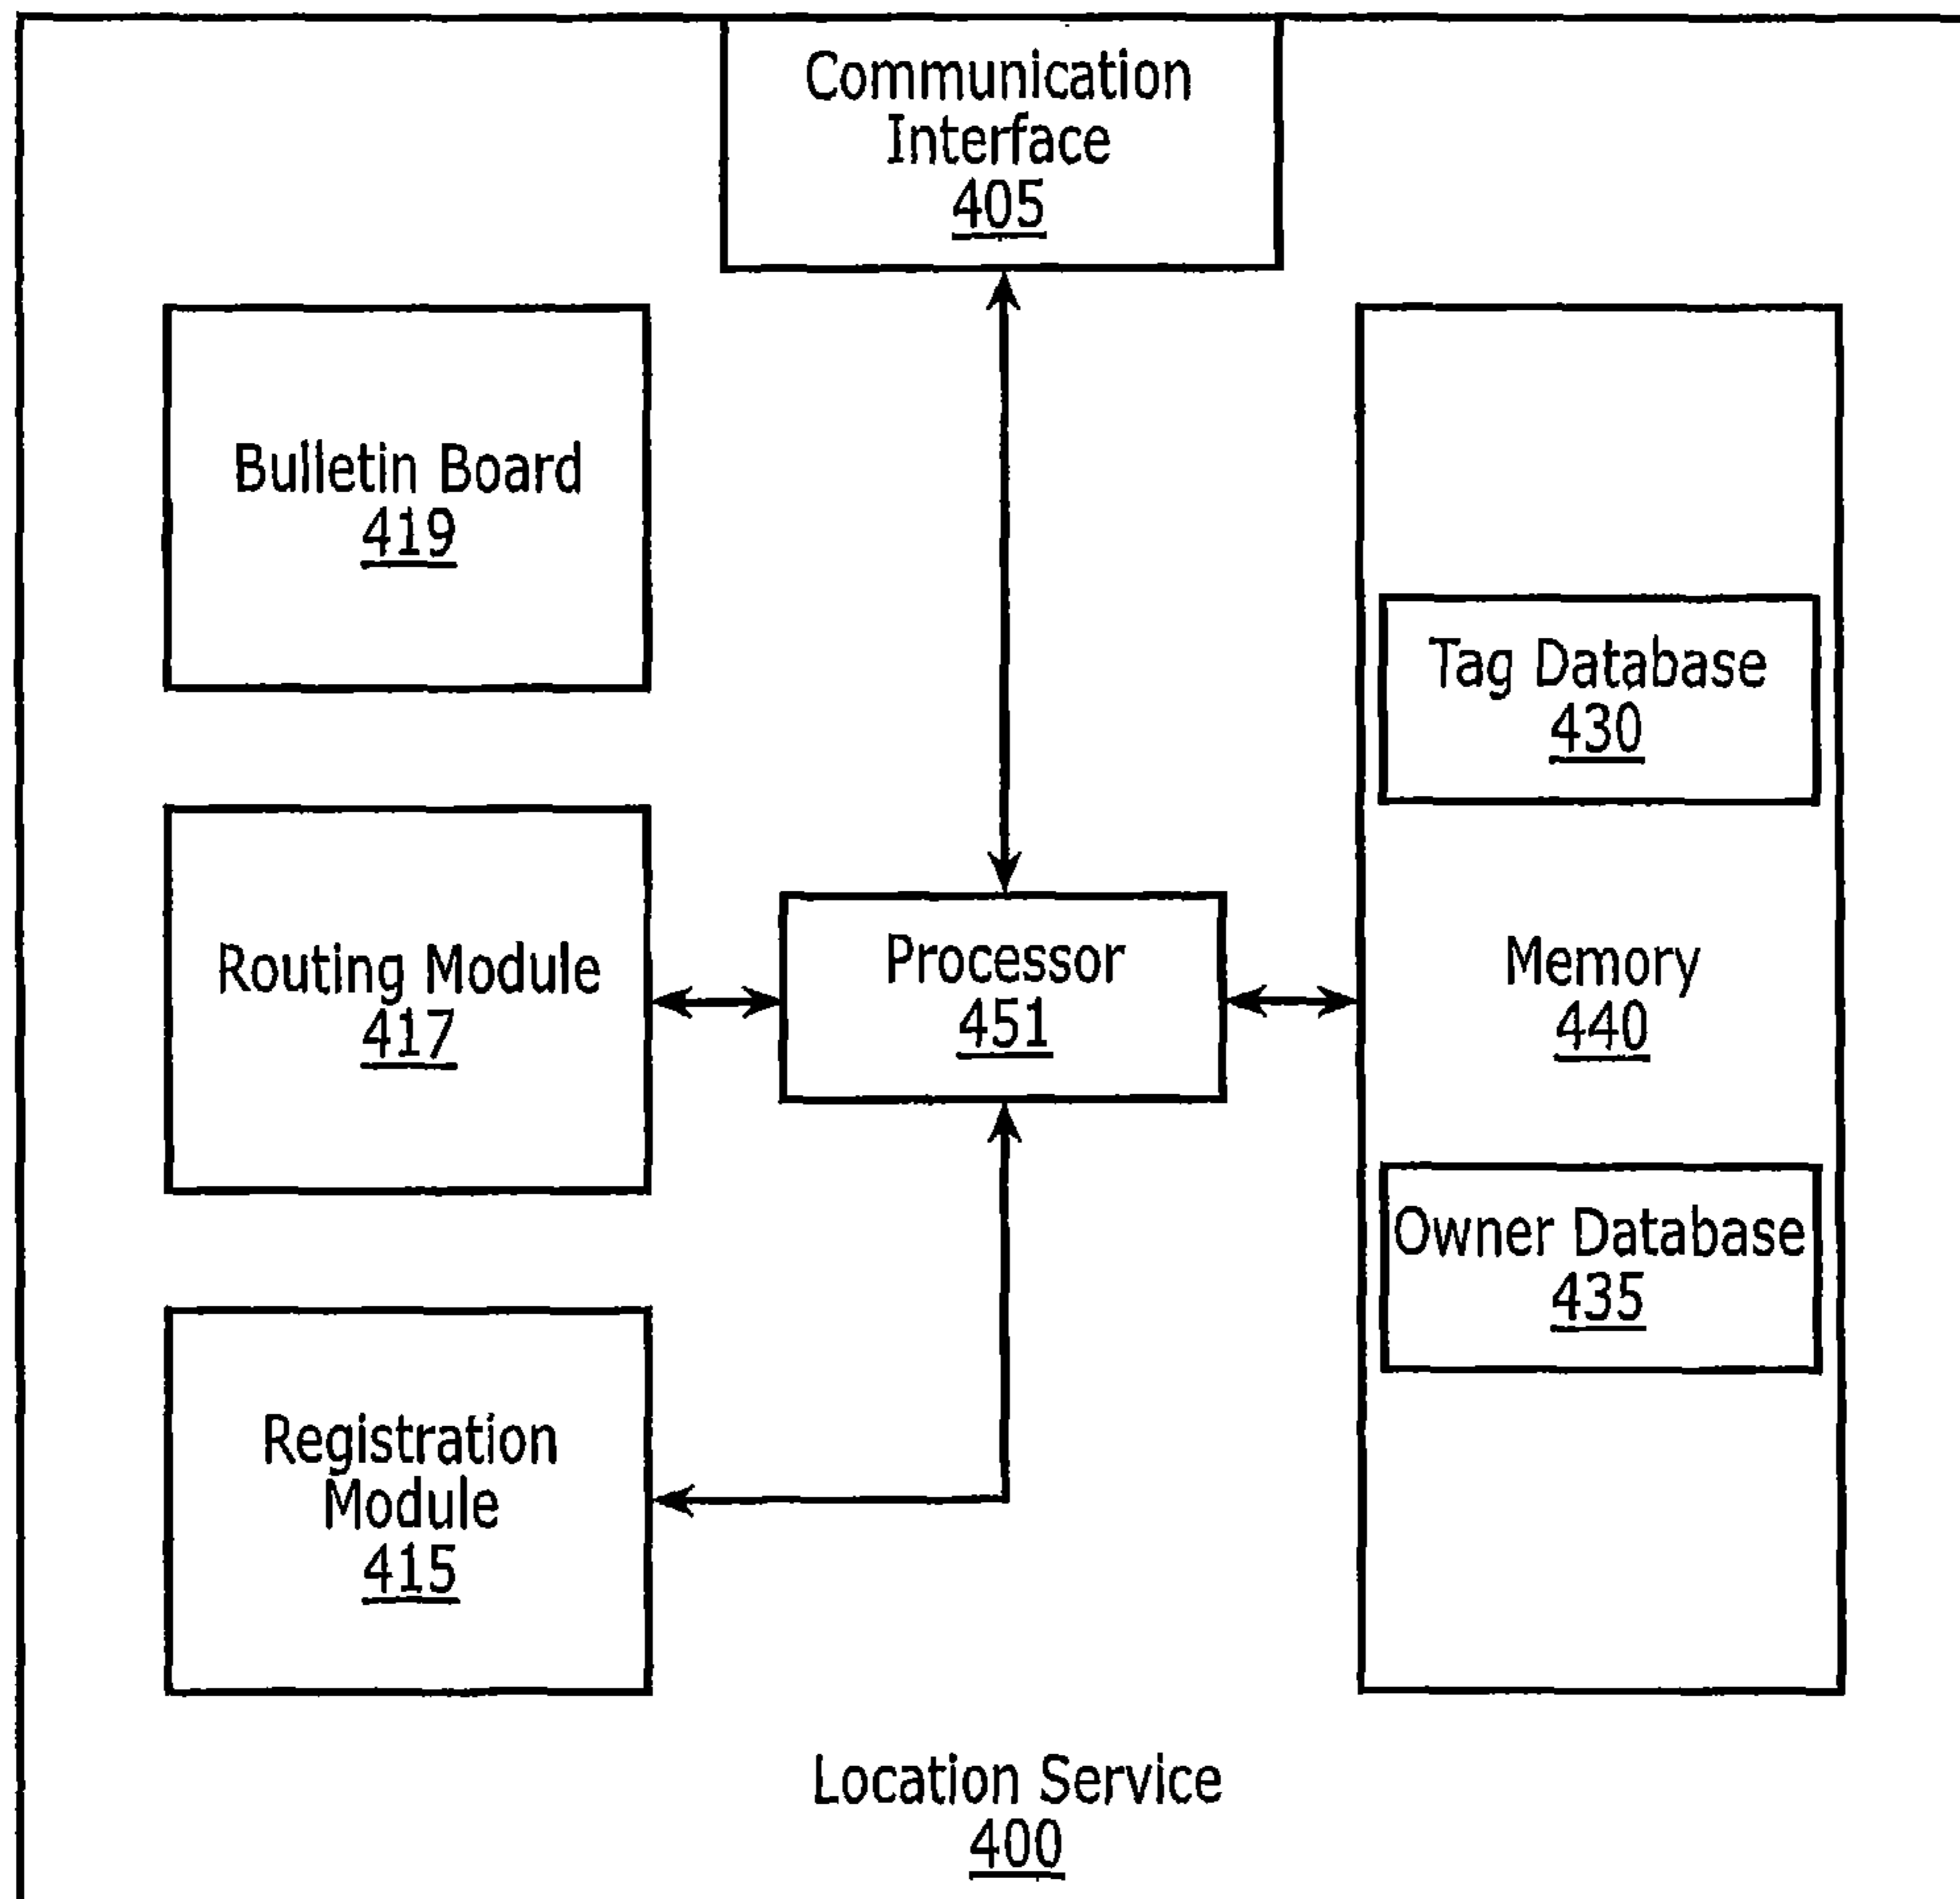 Communication
Interface
405
Bulletin Board
419
Tag Database
430
Routing Module
417
Processor
451
Memory
440
Owner Database
435
Registration
Module
415
Location Service
400